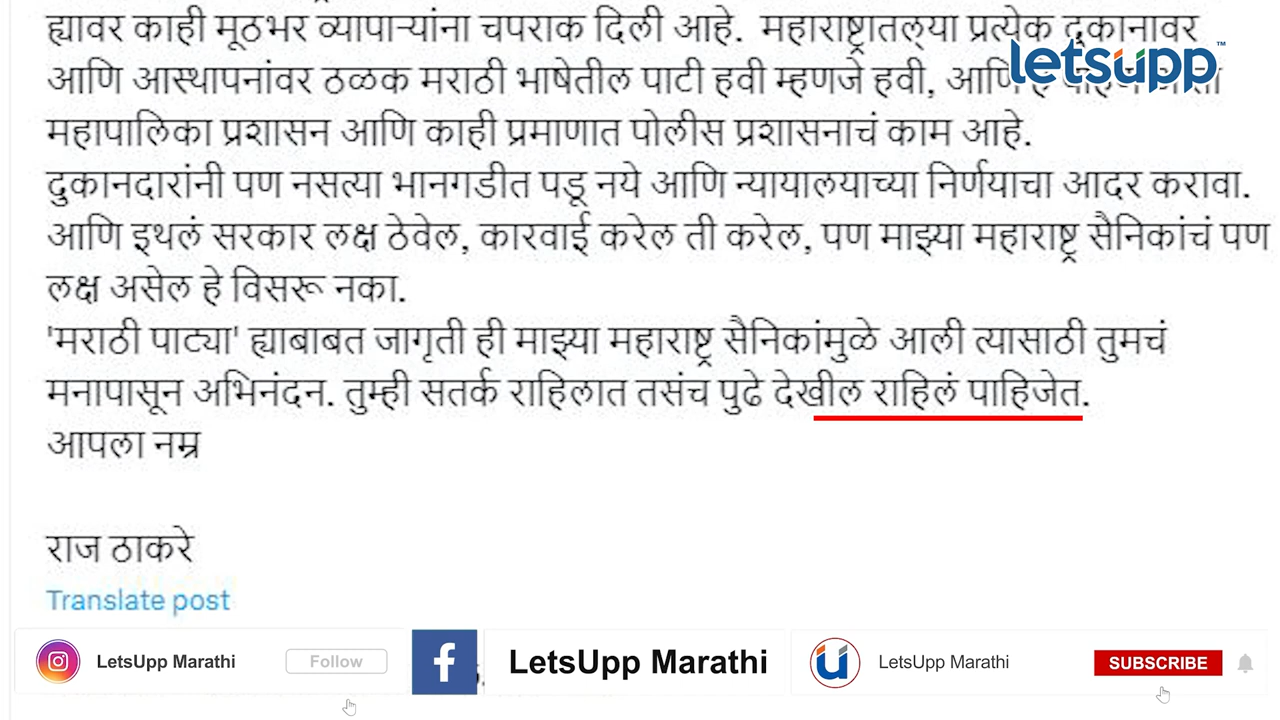 ह्यावर काही मूठभर व्यापाऱ्यांना चपराक दिली आहे. महाराष्ट्रातल्या प्रत्येक दुकानावर
letsupp™
आणि आस्थापनांवर ठळक मराठी भाषेतील पाटी हवी म्हणजे हवी,
महापालिका प्रशासन आणि काही प्रमाणात पोलीस प्रशासनाचं काम आहे.
दुकानदारांनी पण नसत्या भानगडीत पडू नये आणि न्यायालयाच्या निर्णयाचा आदर करावा.
आणि इथलं सरकार लक्ष ठेवेल, कारवाई करेल ती करेल, पण माझ्या महाराष्ट्र सैनिकांचं पण
लक्ष असेल हे विसरू नका.
'मराठी पाट्या' ह्याबाबत जागृती ही माझ्या महाराष्ट्र सैनिकांमुळे आली त्यासाठी तुमचं
मनापासून अभिनंदन. तुम्ही सतर्क राहिलात तसंच पुढे देखील राहिलं पाहिजेत.
आपला नम्र
राज ठाकरे
Translate post
LetsUpp Marathi Follow LetsUpp Marathi LetsUpp Marathi SUBSCRIBE